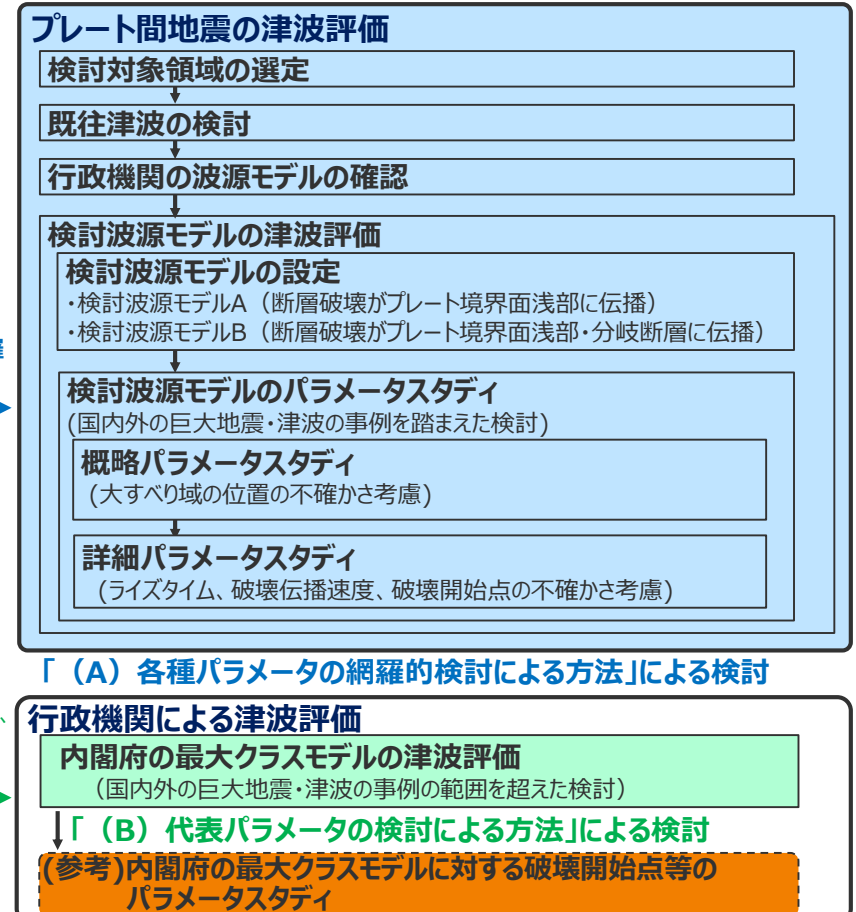 プレート間地震の津波評価
検討対象領域の選定
既往津波の検討
行政機関の波源モデルの確認
検討波源モデルの津波評価
検討波源モデルの設定
・検討波源モデルA（断層破壊がプレート境界面浅部に伝播）
・検討波源モデルB（断層破壊がプレート境界面浅部・分岐断層に伝播）
検討波源モデルのパラメータスタディ
(国内外の巨大地震・津波の事例を踏まえた検討)
概略パラメータスタディ
(大すべり域の位置の不確かさ考慮)
詳細パラメータスタディ
(ライズタイム、破壊伝播速度、破壊開始点の不確かさ考慮)
「（A）各種パラメータの網羅的検討による方法」による検討
行政機関による津波評価
内閣府の最大クラスモデルの津波評価
（国内外の巨大地震・津波の事例の範囲を超えた検討）
「（B）代表パラメータの検討による方法」による検討
(参考)内閣府の最大クラスモデルに対する破壊開始点等の
パラメータスタディ